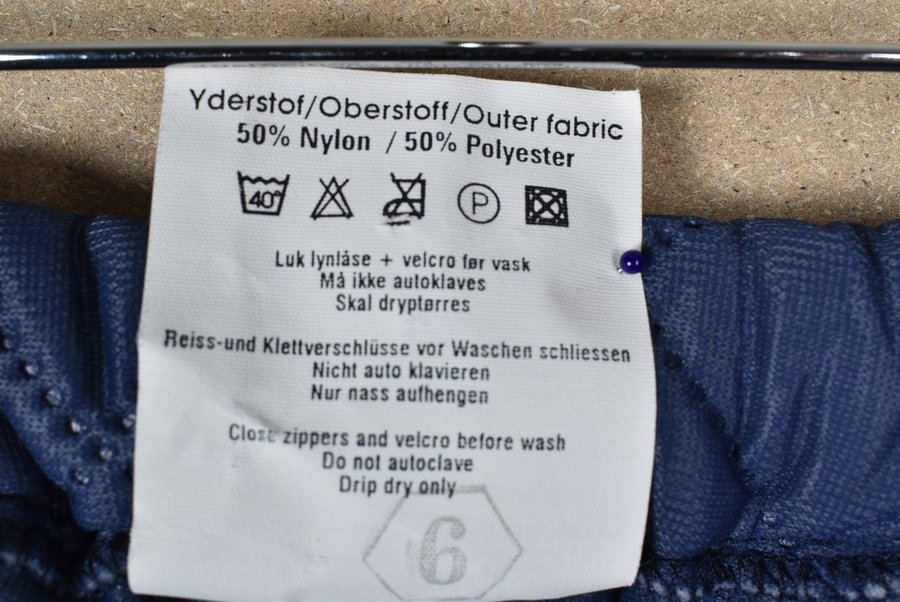 Yderstof/Oberstoff/Outer fabric
50% Nylon / 50% Polyester
40° P
Luk lynlåse + velcro før vask
Må ikke autoklaves
Skal dryptørres
Reiss-und Klettverschlüsse vor Waschen schliessen
Nicht auto klavieren
Nur nass aufhengen
Close zippers and velcro before wash
Do not autoclave
Drip dry only
6